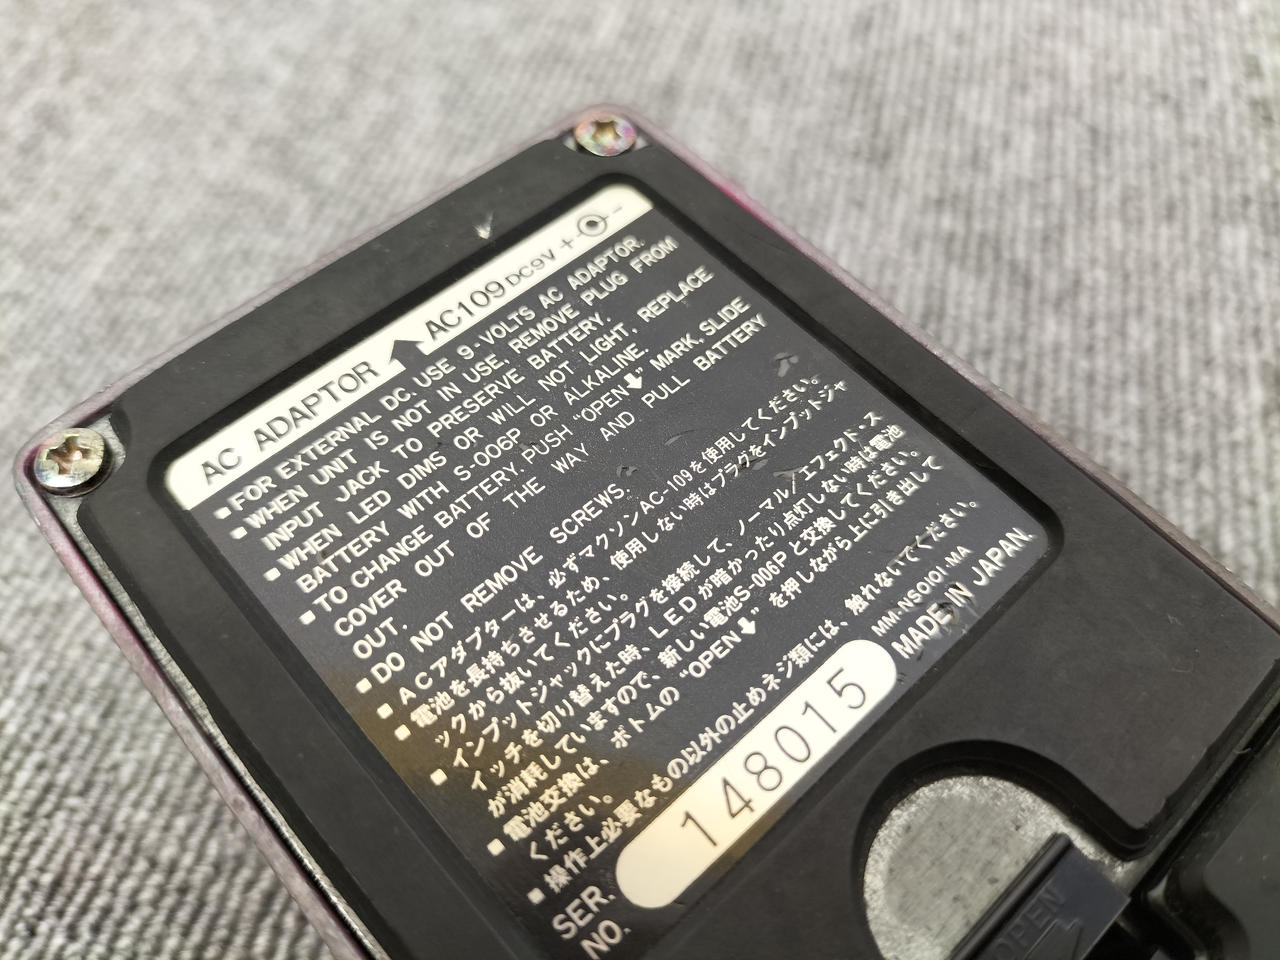 AC ADAPTOR AC109 DC9V + -
■ FOR EXTERNAL DC. USE 9-VOLTS AC ADAPTOR.
■ WHEN UNIT IS NOT IN USE, REMOVE PLUG FROM
INPUT JACK TO PRESERVE BATTERY.
■ WHEN LED DIMS OR WILL NOT LIGHT, REPLACE
BATTERY WITH S-006P OR ALKALINE.
■ TO CHANGE BATTERY, PUSH "OPEN⬇" MARK, SLIDE
COVER OUT OF THE WAY AND PULL BATTERY
OUT.
■ DO NOT REMOVE SCREWS.
■ ACアダプターは、必ずマクソンAC-109を使用してください。
■ 電池を長持ちさせるため、使用しない時はプラグをインプットジャ
ックから抜いてください。
■ インプットジャックにプラグを接続して、ノーマル/エフェクト・ス
イッチを切り替えた時、LEDが暗かったり点灯しない時は電池
が消耗していますので、新しい電池S-006Pと交換してください。
■ 電池交換は、ボトムの "OPEN⬇" を押しながら上に引き出して
ください。
■ 操作上必要なもの以外の止めネジ類には、触れないでください。
SER. NO. 148015
MM-NS0101-MA
MADE IN JAPAN.
OPEN